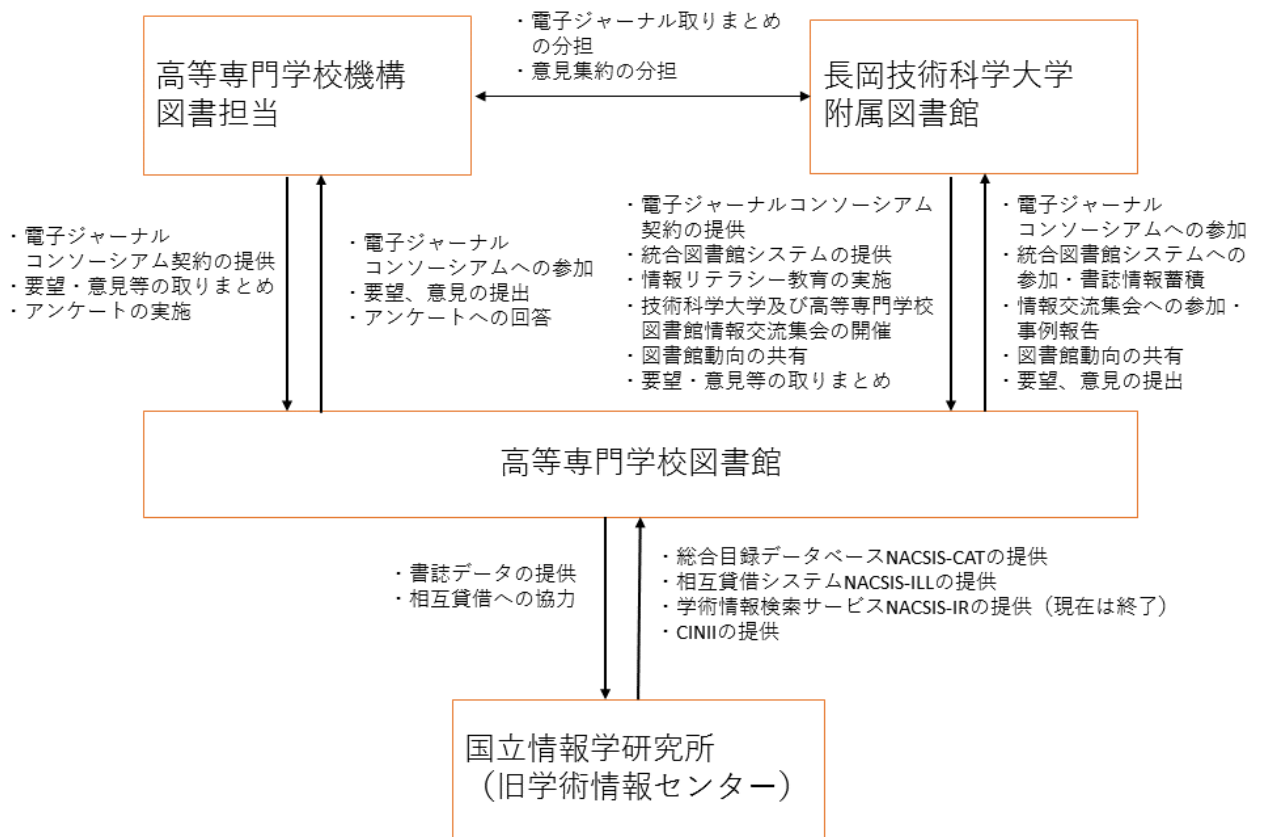 ・電子ジャーナル取りまとめ
の分担
・意見集約の分担
高等専門学校機構
図書担当
長岡技術科学大学
附属図書館
・電子ジャーナル
コンソーシアム契約の提供
・要望・意見等の取りまとめ
・アンケートの実施
・電子ジャーナル
コンソーシアムへの参加
・要望、意見の提出
・アンケートへの回答
・電子ジャーナルコンソーシアム
契約の提供
・統合図書館システムの提供
・情報リテラシー教育の実施
・技術科学大学及び高等専門学校
図書館情報交流集会の開催
・図書館動向の共有
・要望・意見等の取りまとめ
・電子ジャーナル
コンソーシアムへの参加
・統合図書館システムへの
参加・書誌情報蓄積
・情報交流集会への参加・
事例報告
・図書館動向の共有
・要望、意見の提出
高等専門学校図書館
・書誌データの提供
・相互貸借への協力
・総合目録データベースNACSIS-CATの提供
・相互貸借システムNACSIS-ILLの提供
・学術情報検索サービスNACSIS-IRの提供（現在は終了）
・CINIIの提供
国立情報学研究所
（旧学術情報センター）